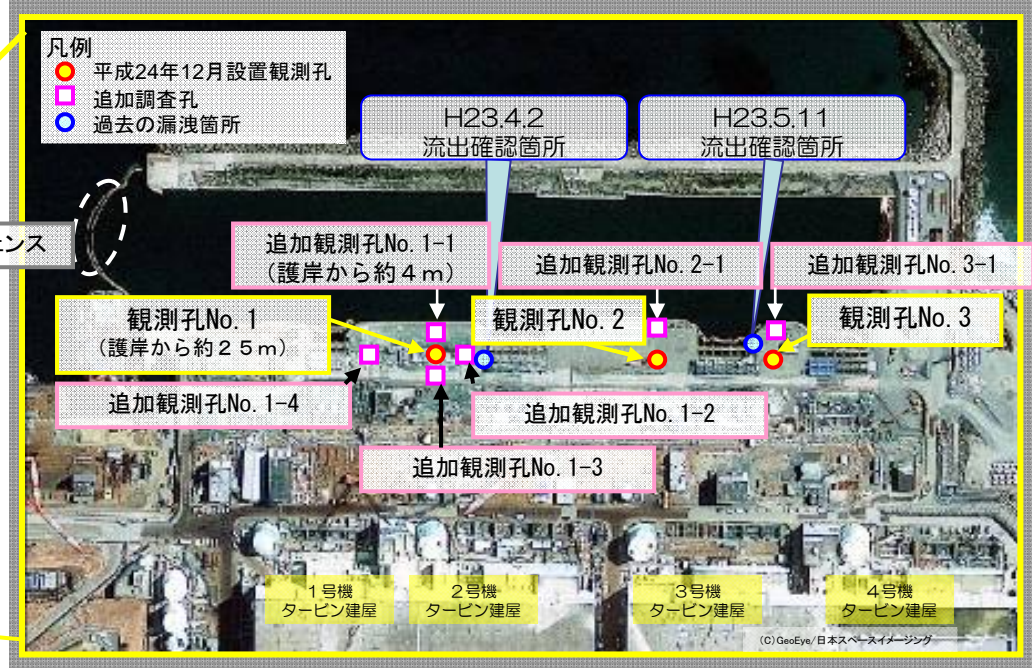 凡例
平成24年12月設置観測孔
追加調査孔
過去の漏洩箇所
H23.4.2
流出確認箇所
H23.5.11
流出確認箇所
ェンス
追加観測孔No.1-1
(護岸から約4m)
追加観測孔No.2-1
追加観測孔No.3-1
観測孔No.1
(護岸から約25m)
観測孔No.2
観測孔No.3
追加観測孔No.1-4
追加観測孔No.1-2
追加観測孔No.1-3
1号機
タービン建屋
2号機
タービン建屋
3号機
タービン建屋
4号機
タービン建屋
(C)GeoEye/日本スペースイメージング